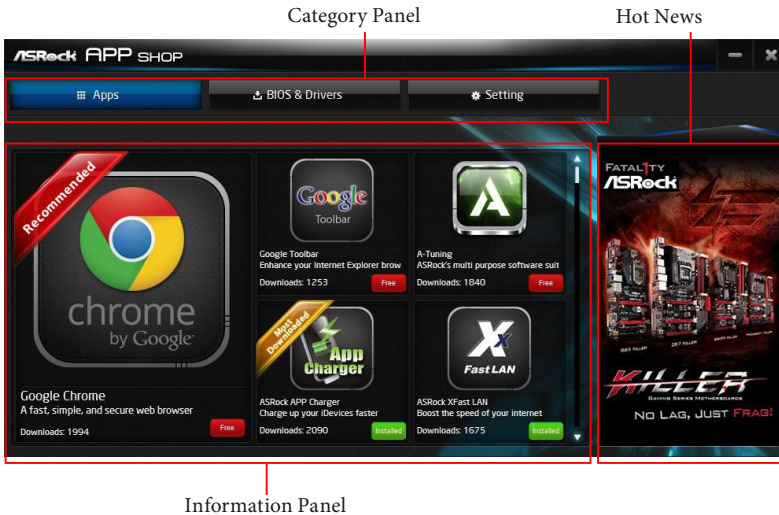 Category Panel
Hot News
ASRock APP SHOP
Apps
BIOS & Drivers
Setting
Recommended
chrome
by Google
Google Chrome
A fast, simple, and secure web browser
Downloads: 1994
Free
Google
Toolbar
Google Toolbar
Enhance your Internet Explorer brow
Downloads: 1253
Free
A-Tuning
ASRock's multi purpose software suit
Downloads: 1840
Free
Most
Downloaded
App
Charger
ASRock APP Charger
Charge up your iDevices faster
Downloads: 2090
Installed
X
Fast LAN
ASRock XFast LAN
Boost the speed of your internet
Downloads: 1675
Installed
FATAL1TY
ASRock
B85 KILLER
Z87 KILLER
KILLER
GAMING SERIES MOTHERBOARDS
NO LAG, JUST FRAG!
Information Panel